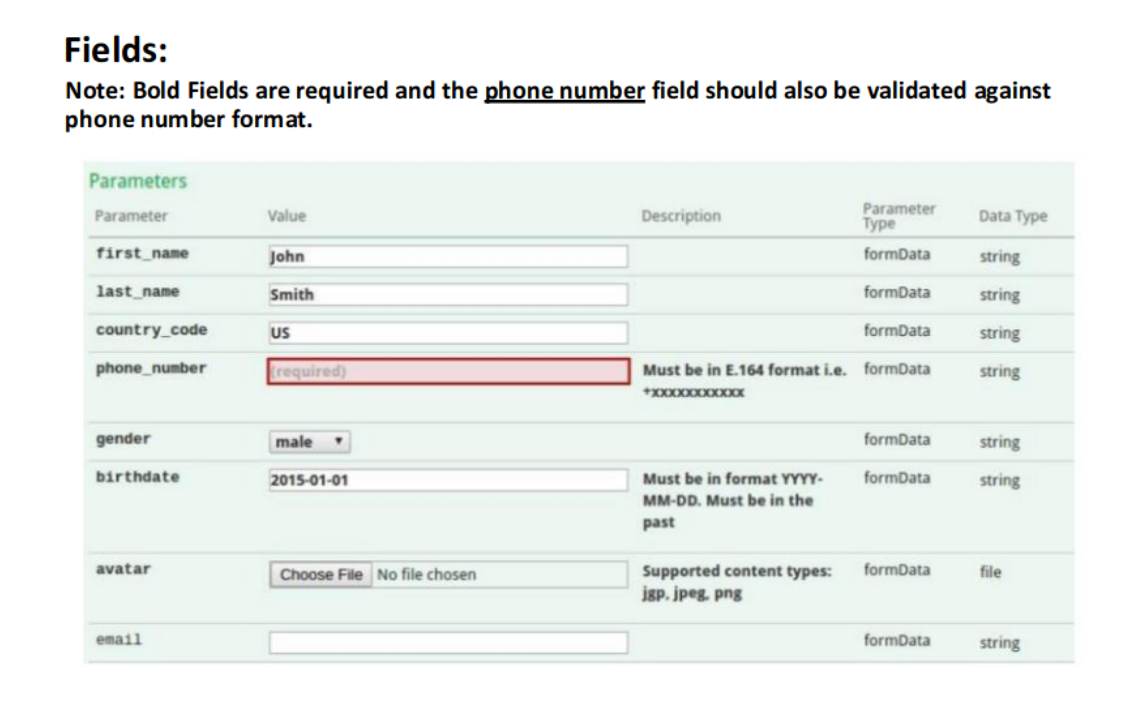 Fields:
Note: Bold Fields are required and the phone number field should also be validated against
phone number format.
Parameters
Parameter Value Description Parameter Type Data Type
first_name John formData string
last_name Smith formData string
country_code US formData string
phone_number (required) Must be in E.164 format i.e. formData string
+xxxxxxxxxxx
gender male formData string
birthdate 2015-01-01 Must be in format YYYY- formData string
MM-DD. Must be in the
past
avatar Choose File No file chosen Supported content types: formData file
jgp, jpeg, png
email formData string